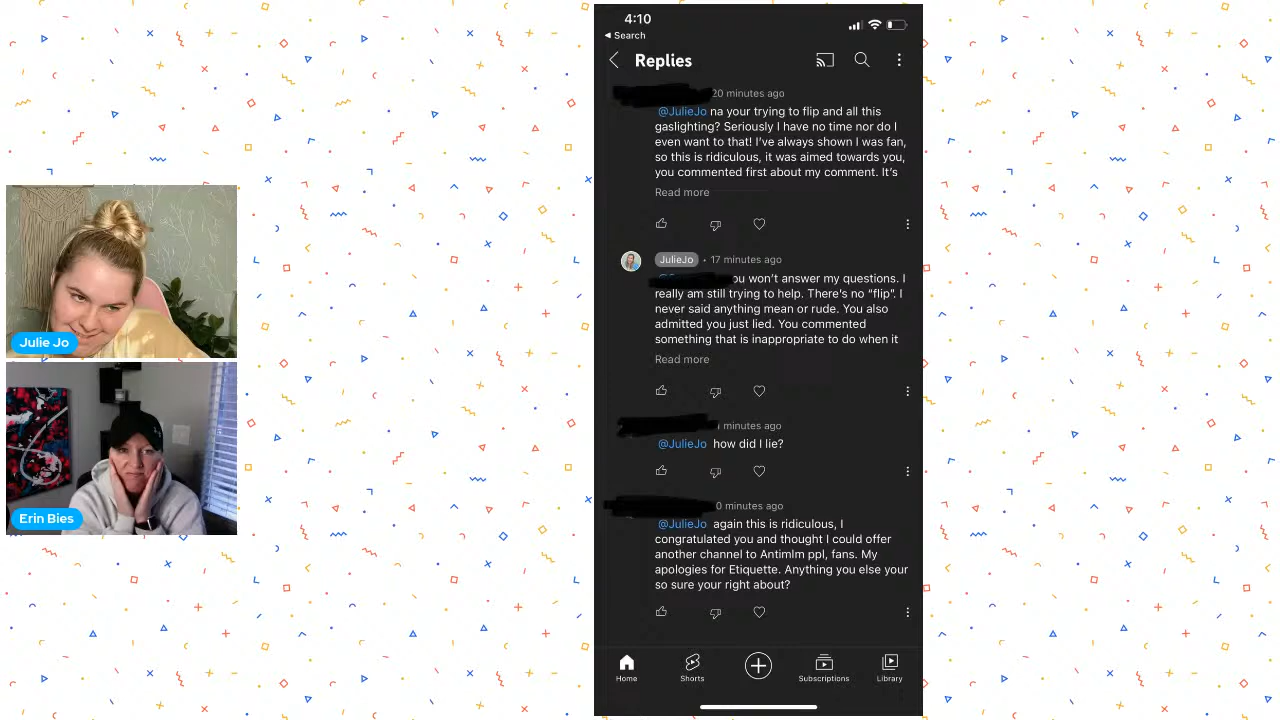 4:10
Search
Replies
20 minutes ago
@JulieJo na your trying to flip and all this
gaslighting? Seriously I have no time nor do I
even want to that! I've always shown I was fan,
so this is ridiculous, it was aimed towards you,
you commented first about my comment. It's
Read more
JulieJo • 17 minutes ago
ou won't answer my questions. I
really am still trying to help. There's no “flip”. I
never said anything mean or rude. You also
admitted you just lied. You commented
something that is inappropriate to do when it
Read more
minutes ago
@JulieJo how did I lie?
0 minutes ago
@JulieJo again this is ridiculous, I
congratulated you and thought I could offer
another channel to Antimlm ppl, fans. My
apologies for Etiquette. Anything you else your
so sure your right about?
Home
Shorts
Subscriptions
Library
Julie Jo
Erin Bies